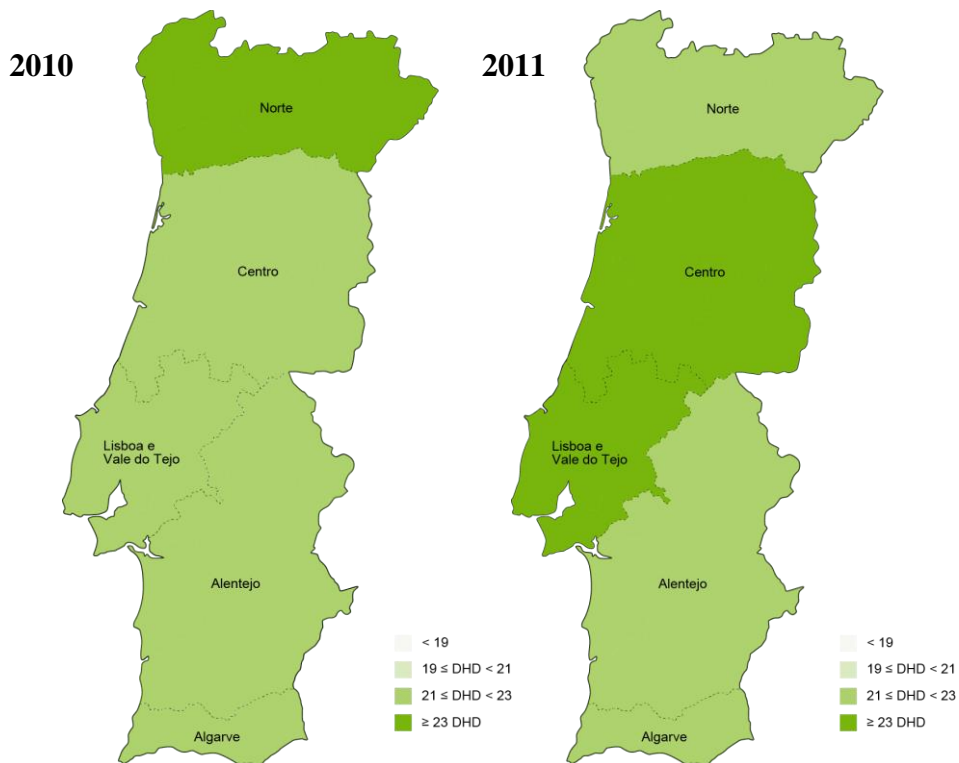 2010
Norte
Centro
Lisboa e
Vale do Tejo
Alentejo
Algarve
< 19
19 ≤ DHD < 21
21 ≤ DHD < 23
≥ 23 DHD
2011
Norte
Centro
Lisboa e
Vale do Tejo
Alentejo
Algarve
< 19
19 ≤ DHD < 21
21 ≤ DHD < 23
≥ 23 DHD